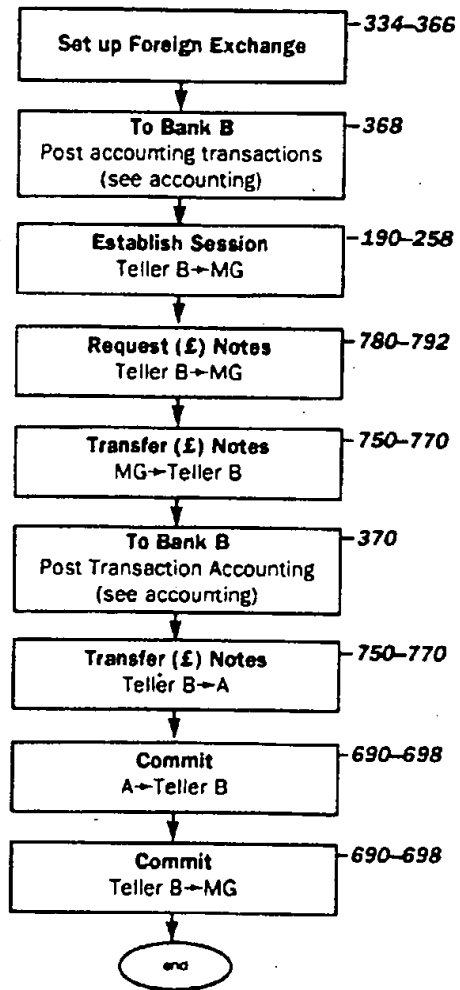 Set up Foreign Exchange
334–366
To Bank B
368
Post accounting transactions
(see accounting)
Establish Session
190–258
Teller B→MG
Request (£) Notes
780–792
Teller B→MG
Transfer (£) Notes
750–770
MG→Teller B
To Bank B
370
Post Transaction Accounting
(see accounting)
Transfer (£) Notes
750–770
Teller B→A
Commit
690–698
A→Teller B
Commit
690–698
Teller B→MG
end